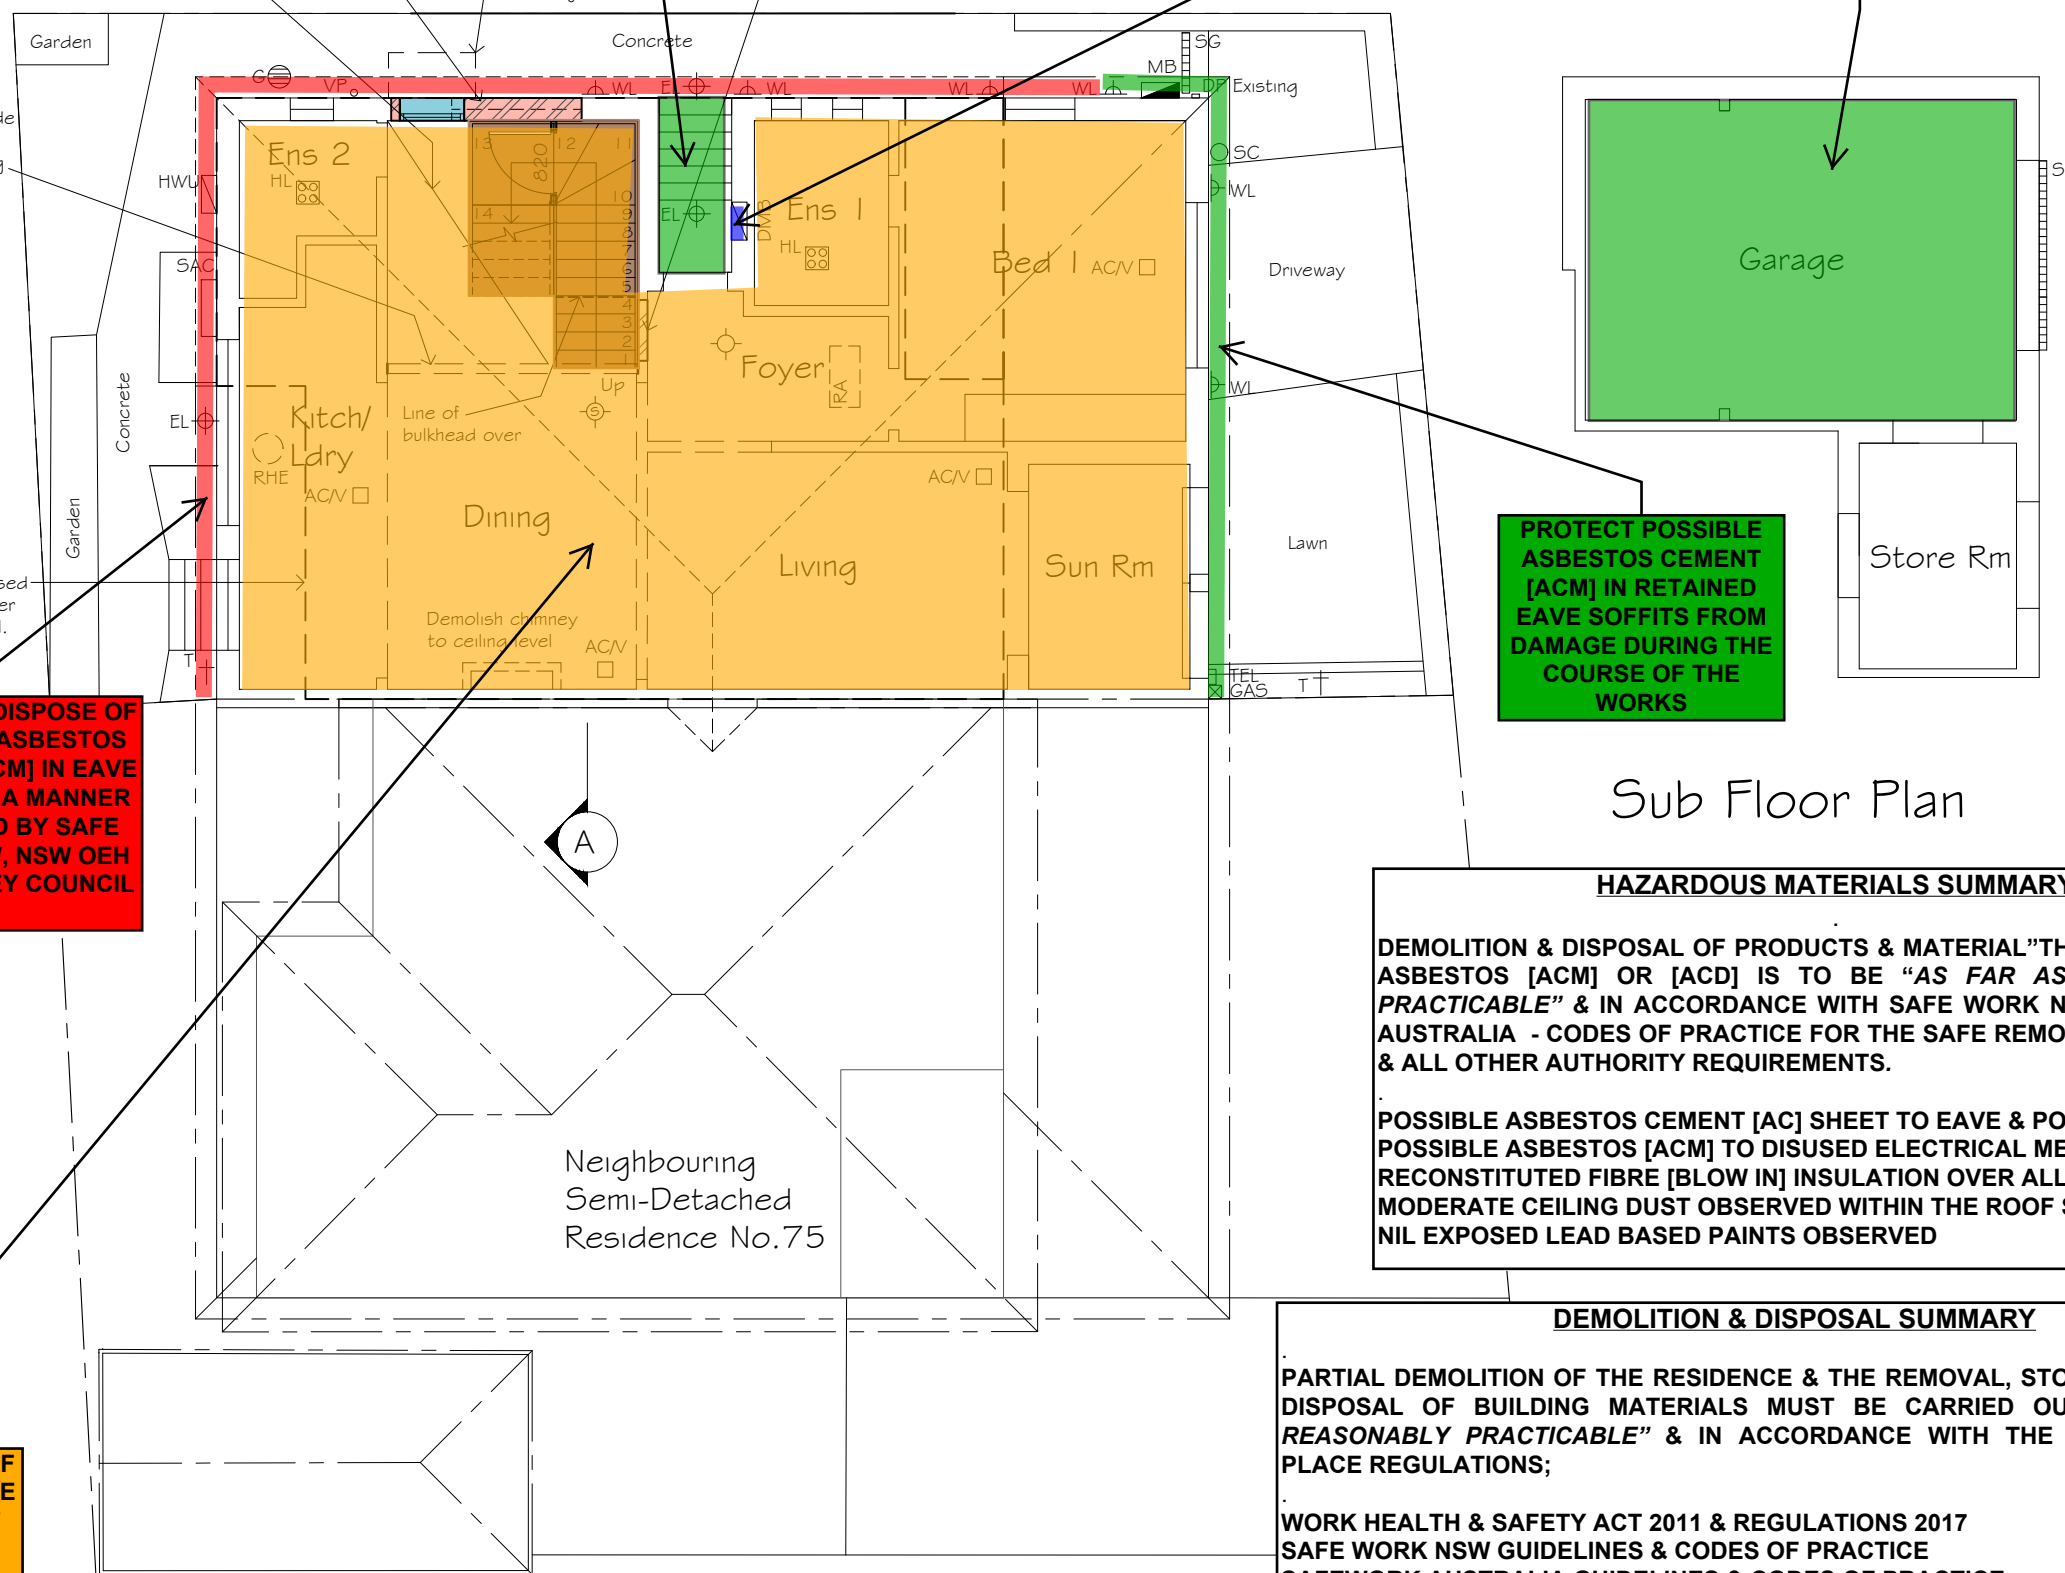 Garden
Concrete
SG
MB
DP
Existing
G
VP
WL
EL
WL
WL
WL
Ens 2
HL
HWU
13
12
11
820
14
10
9
8
7
6
5
4
3
2
1
EL
DMB
Ens 1
HL
Bed 1
AC/V
SC
WL
Driveway
Garage
SAC
Foyer
RA
Up
S
WL
Concrete
EL
Kitch/
Ldry
RHE
AC/V
Line of
bulkhead over
AC/V
Garden
Dining
Living
Sun Rm
Lawn
Store Rm
Demolish chimney
to ceiling level
AC/V
T
TEL
GAS
T
PROTECT POSSIBLE
ASBESTOS CEMENT
[ACM] IN RETAINED
EAVE SOFFITS FROM
DAMAGE DURING THE
COURSE OF THE
WORKS
DISPOSE OF
ASBESTOS
CM] IN EAVE
A MANNER
D BY SAFE
, NSW OEH
EY COUNCIL
A
Sub Floor Plan
Neighbouring
Semi-Detached
Residence No.75
HAZARDOUS MATERIALS SUMMARY
.
DEMOLITION & DISPOSAL OF PRODUCTS & MATERIAL”TH
ASBESTOS [ACM] OR [ACD] IS TO BE “AS FAR AS
PRACTICABLE” & IN ACCORDANCE WITH SAFE WORK N
AUSTRALIA - CODES OF PRACTICE FOR THE SAFE REMO
& ALL OTHER AUTHORITY REQUIREMENTS.
.
POSSIBLE ASBESTOS CEMENT [AC] SHEET TO EAVE & PO
POSSIBLE ASBESTOS [ACM] TO DISUSED ELECTRICAL ME
RECONSTITUTED FIBRE [BLOW IN] INSULATION OVER ALL
MODERATE CEILING DUST OBSERVED WITHIN THE ROOF S
NIL EXPOSED LEAD BASED PAINTS OBSERVED
DEMOLITION & DISPOSAL SUMMARY
.
PARTIAL DEMOLITION OF THE RESIDENCE & THE REMOVAL, STO
DISPOSAL OF BUILDING MATERIALS MUST BE CARRIED OU
REASONABLY PRACTICABLE” & IN ACCORDANCE WITH THE
PLACE REGULATIONS;
.
WORK HEALTH & SAFETY ACT 2011 & REGULATIONS 2017
SAFE WORK NSW GUIDELINES & CODES OF PRACTICE
SAFEWORK AUSTRALIA GUIDELINES & CODES OF PRACTICE